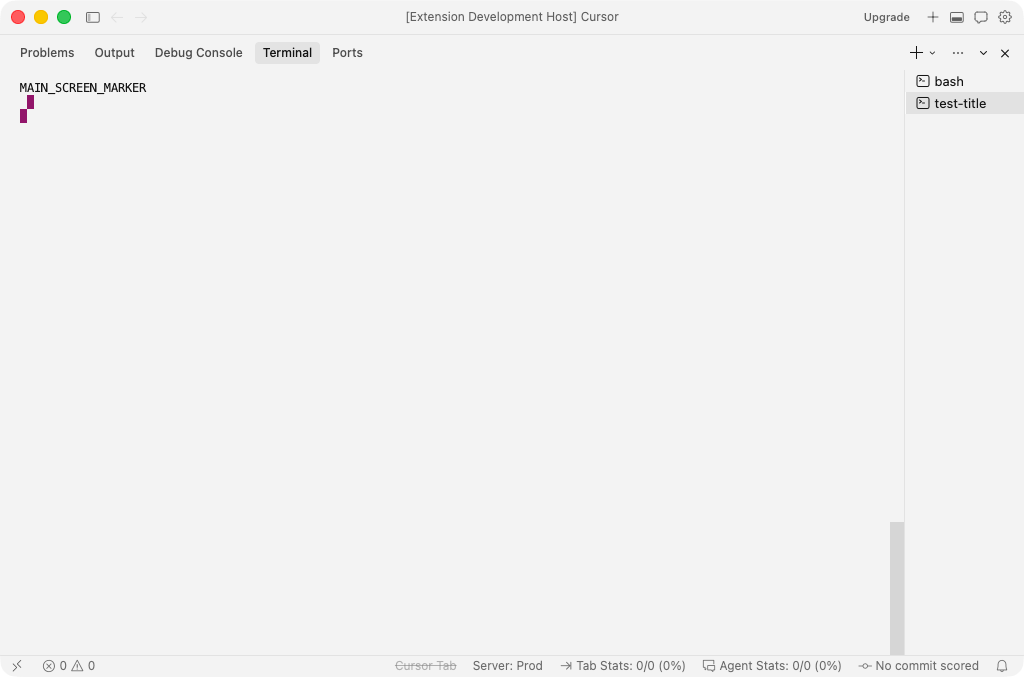 [Extension Development Host] Cursor
Upgrade
Problems Output Debug Console Terminal Ports
MAIN_SCREEN_MARKER
bash
test-title
0 0
Cursor Tab Server: Prod Tab Stats: 0/0 (0%) Agent Stats: 0/0 (0%) No commit scored